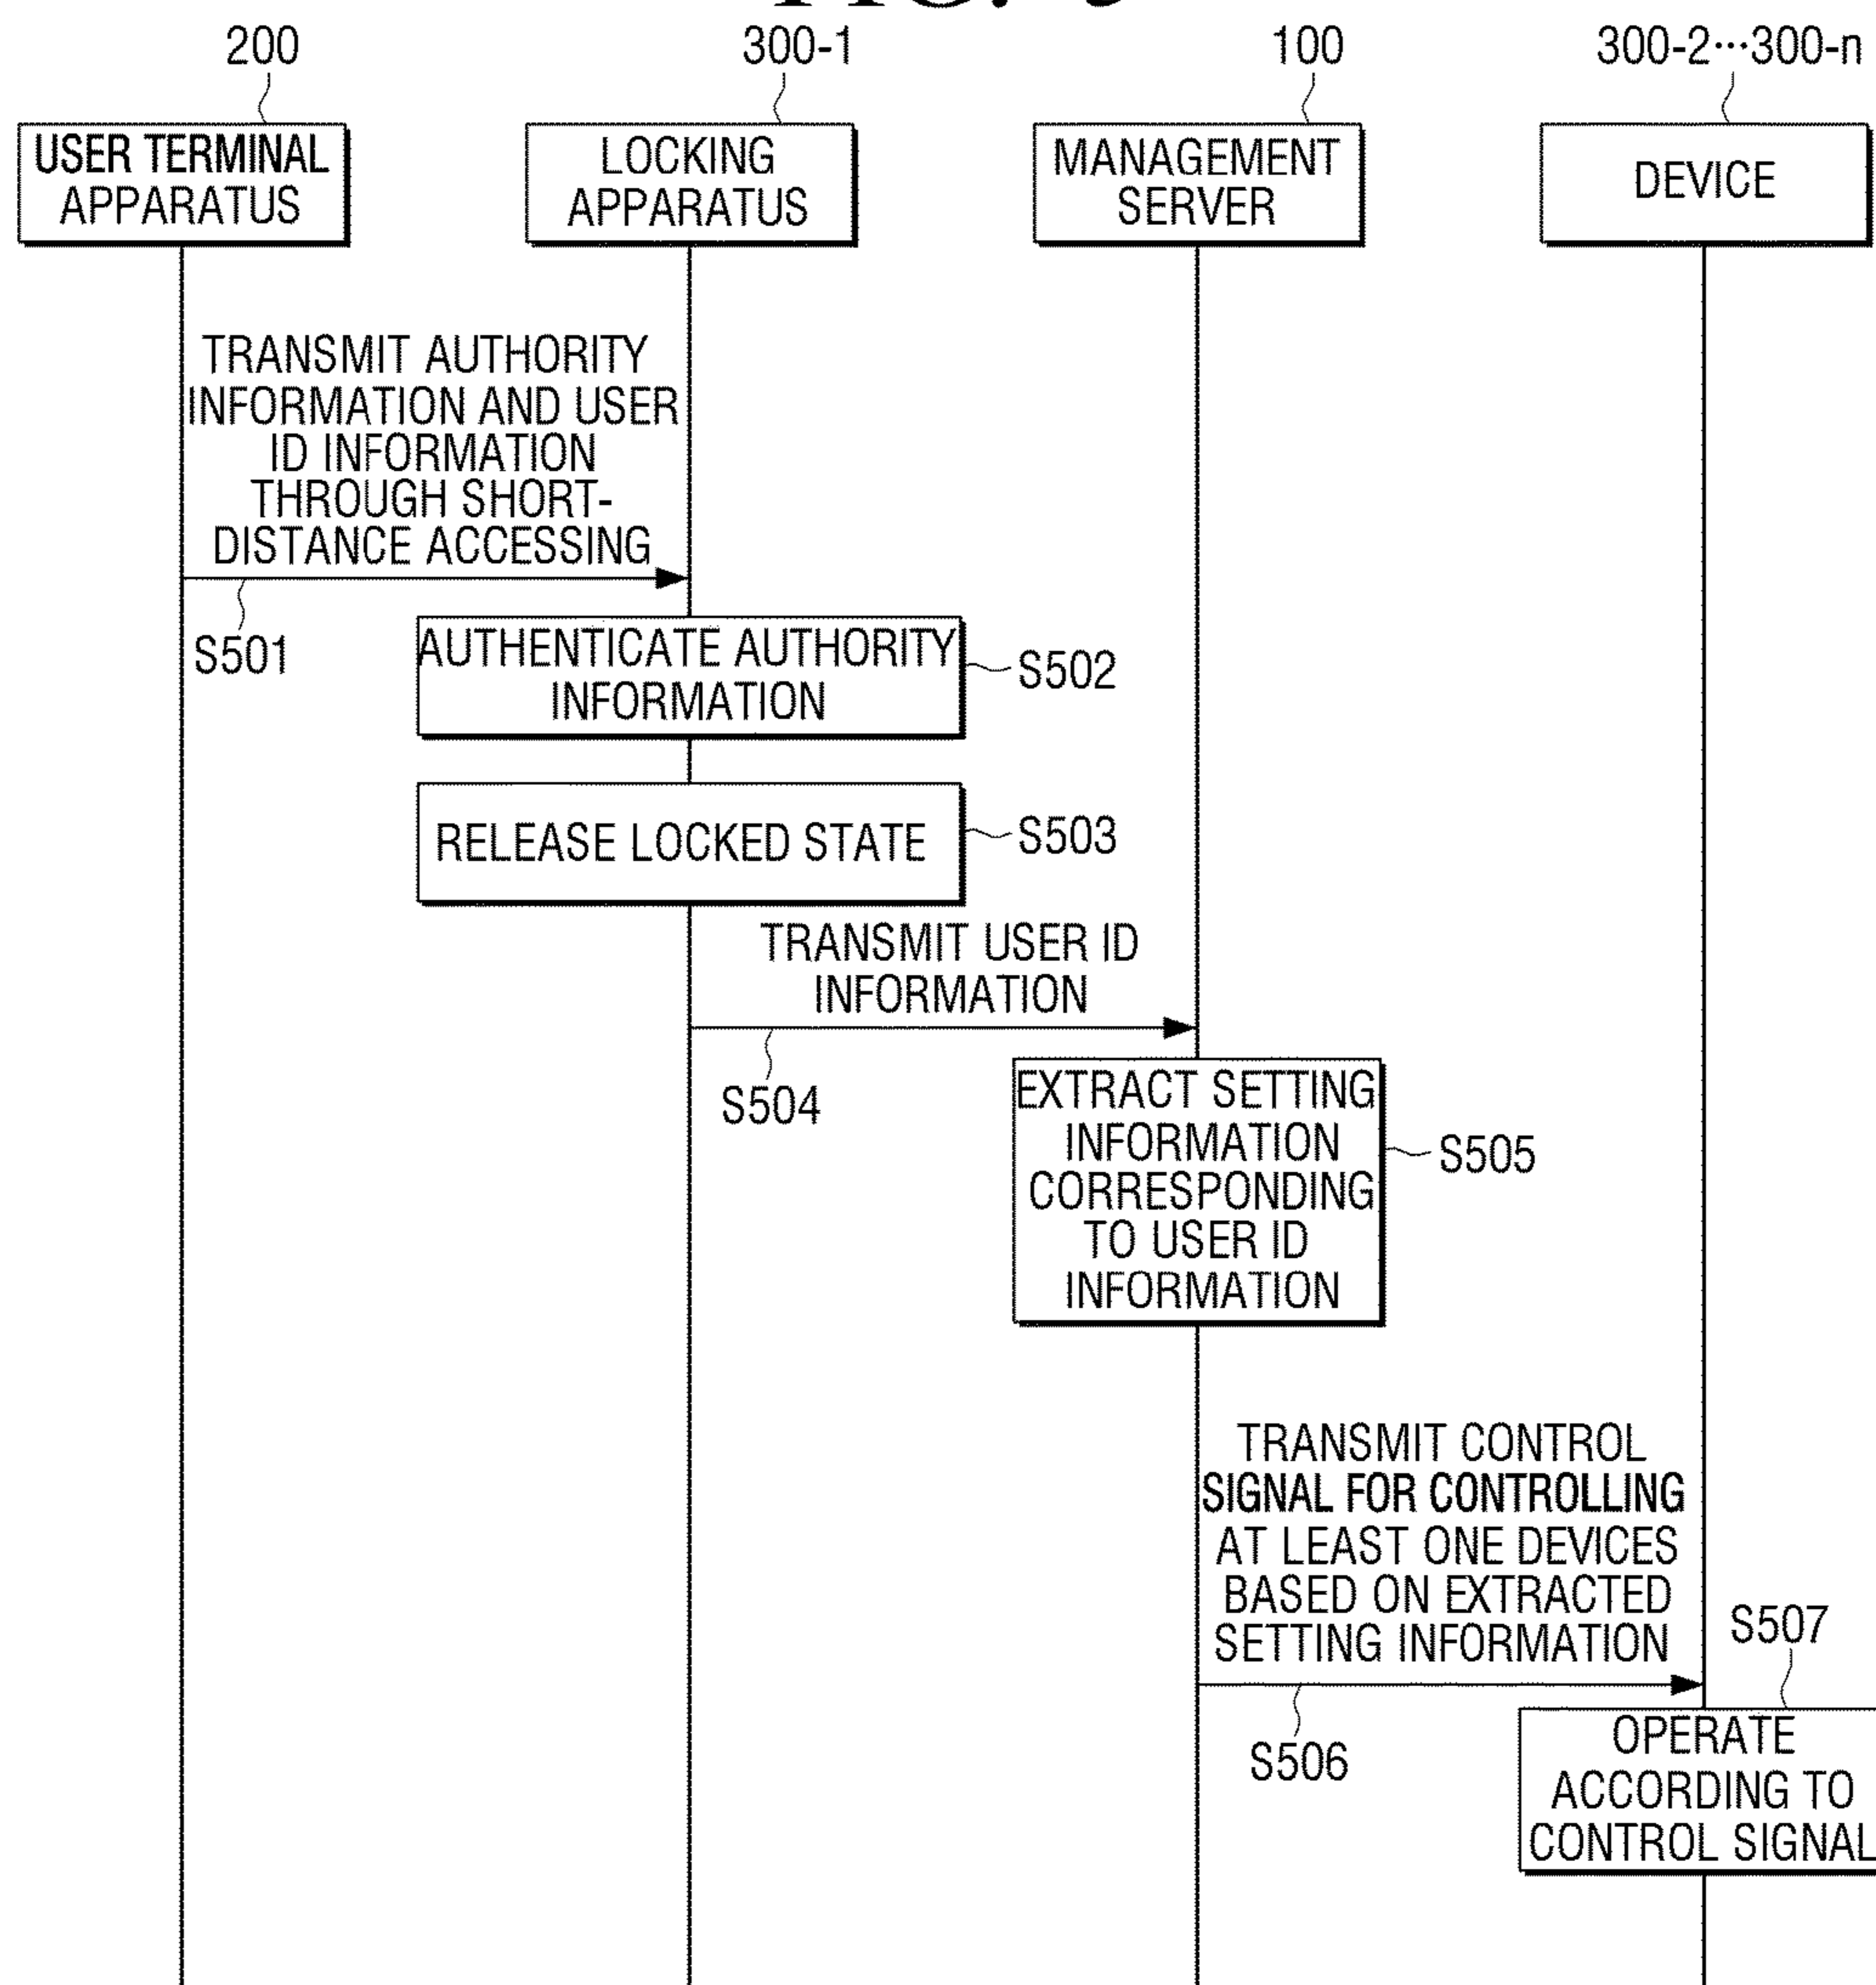 200
300-1
100
300-2···300-n
USER TERMINAL
APPARATUS
LOCKING
APPARATUS
MANAGEMENT
SERVER
DEVICE
TRANSMIT AUTHORITY
INFORMATION AND USER
ID INFORMATION
THROUGH SHORT-
DISTANCE ACCESSING
S501
AUTHENTICATE AUTHORITY
INFORMATION
S502
RELEASE LOCKED STATE
S503
TRANSMIT USER ID
INFORMATION
S504
EXTRACT SETTING
INFORMATION
CORRESPONDING
TO USER ID
INFORMATION
S505
TRANSMIT CONTROL
SIGNAL FOR CONTROLLING
AT LEAST ONE DEVICES
BASED ON EXTRACTED
SETTING INFORMATION
S506
S507
OPERATE
ACCORDING TO
CONTROL SIGNAL